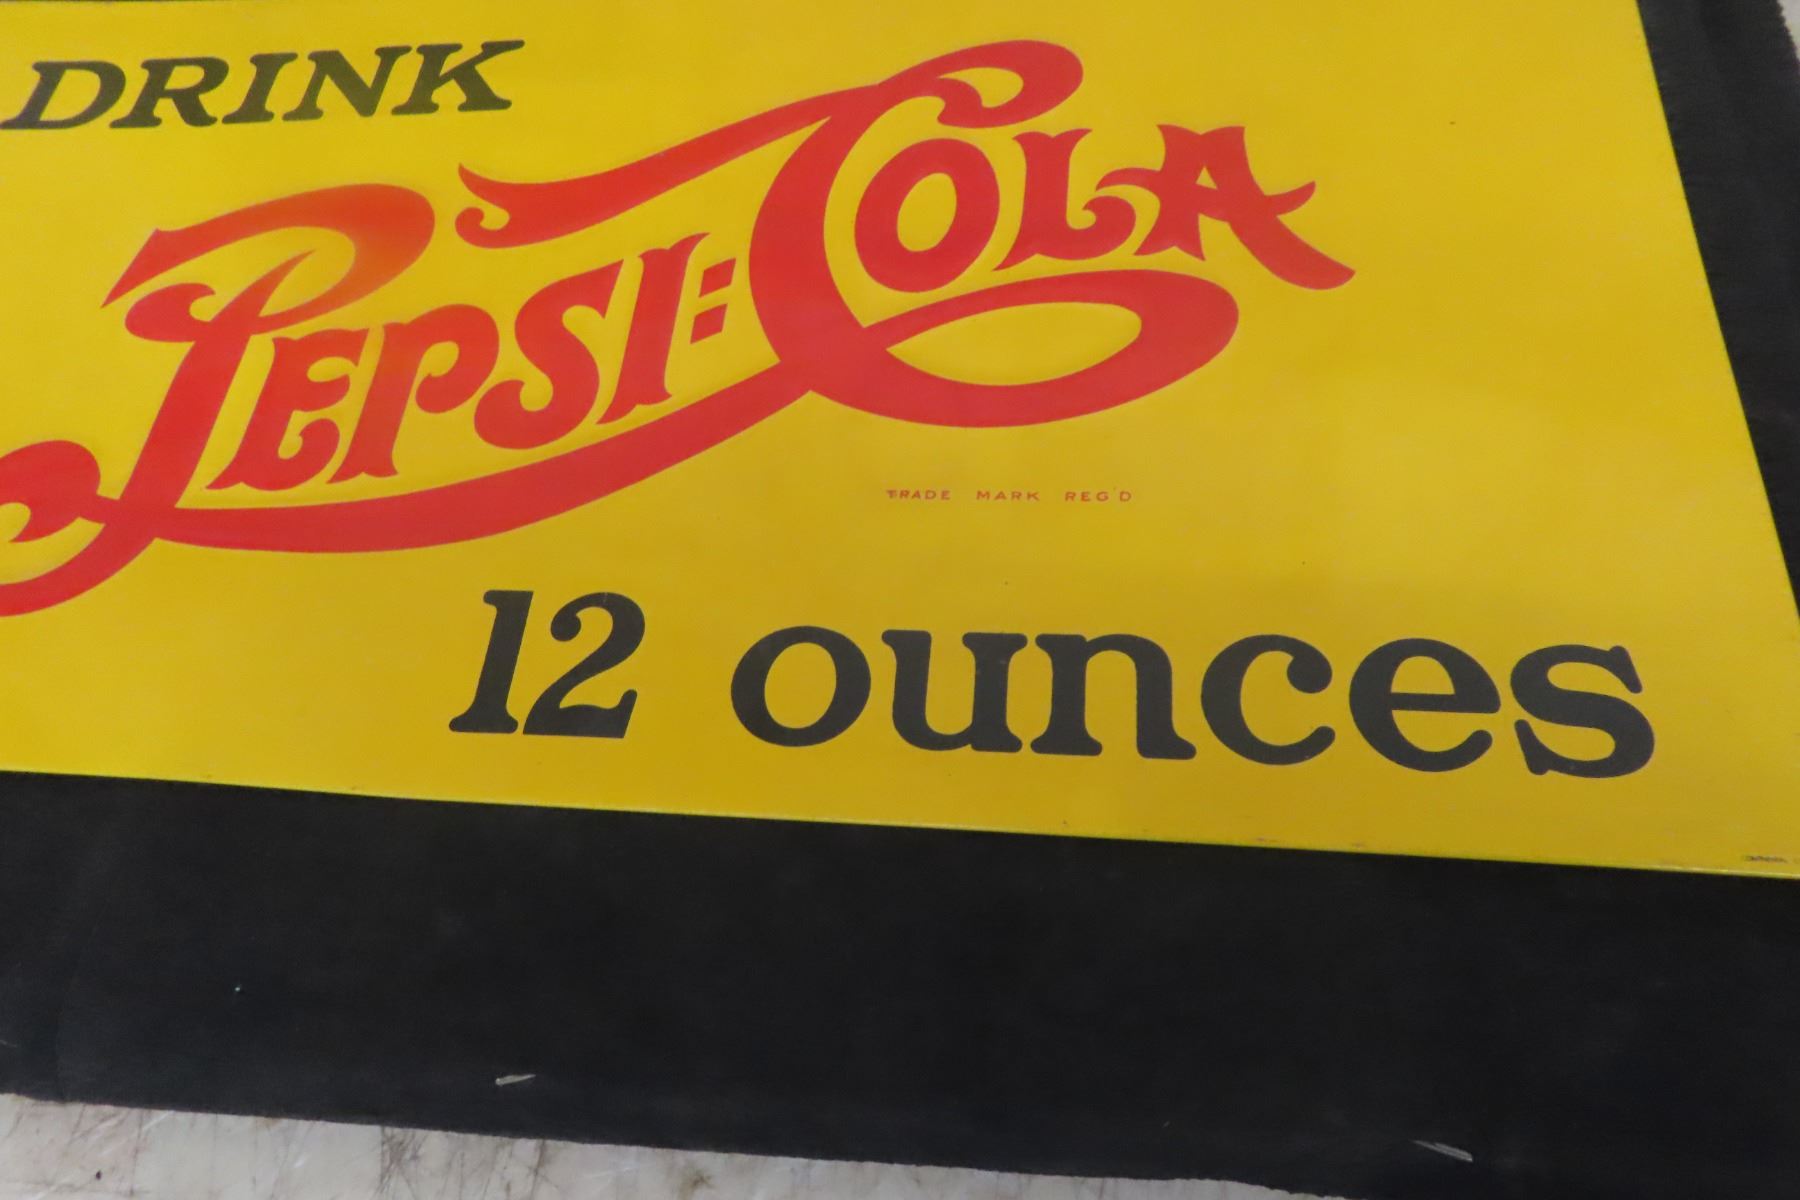 DRINK
PEPSI=COLA
TRADE MARK REG'D
12 ounces